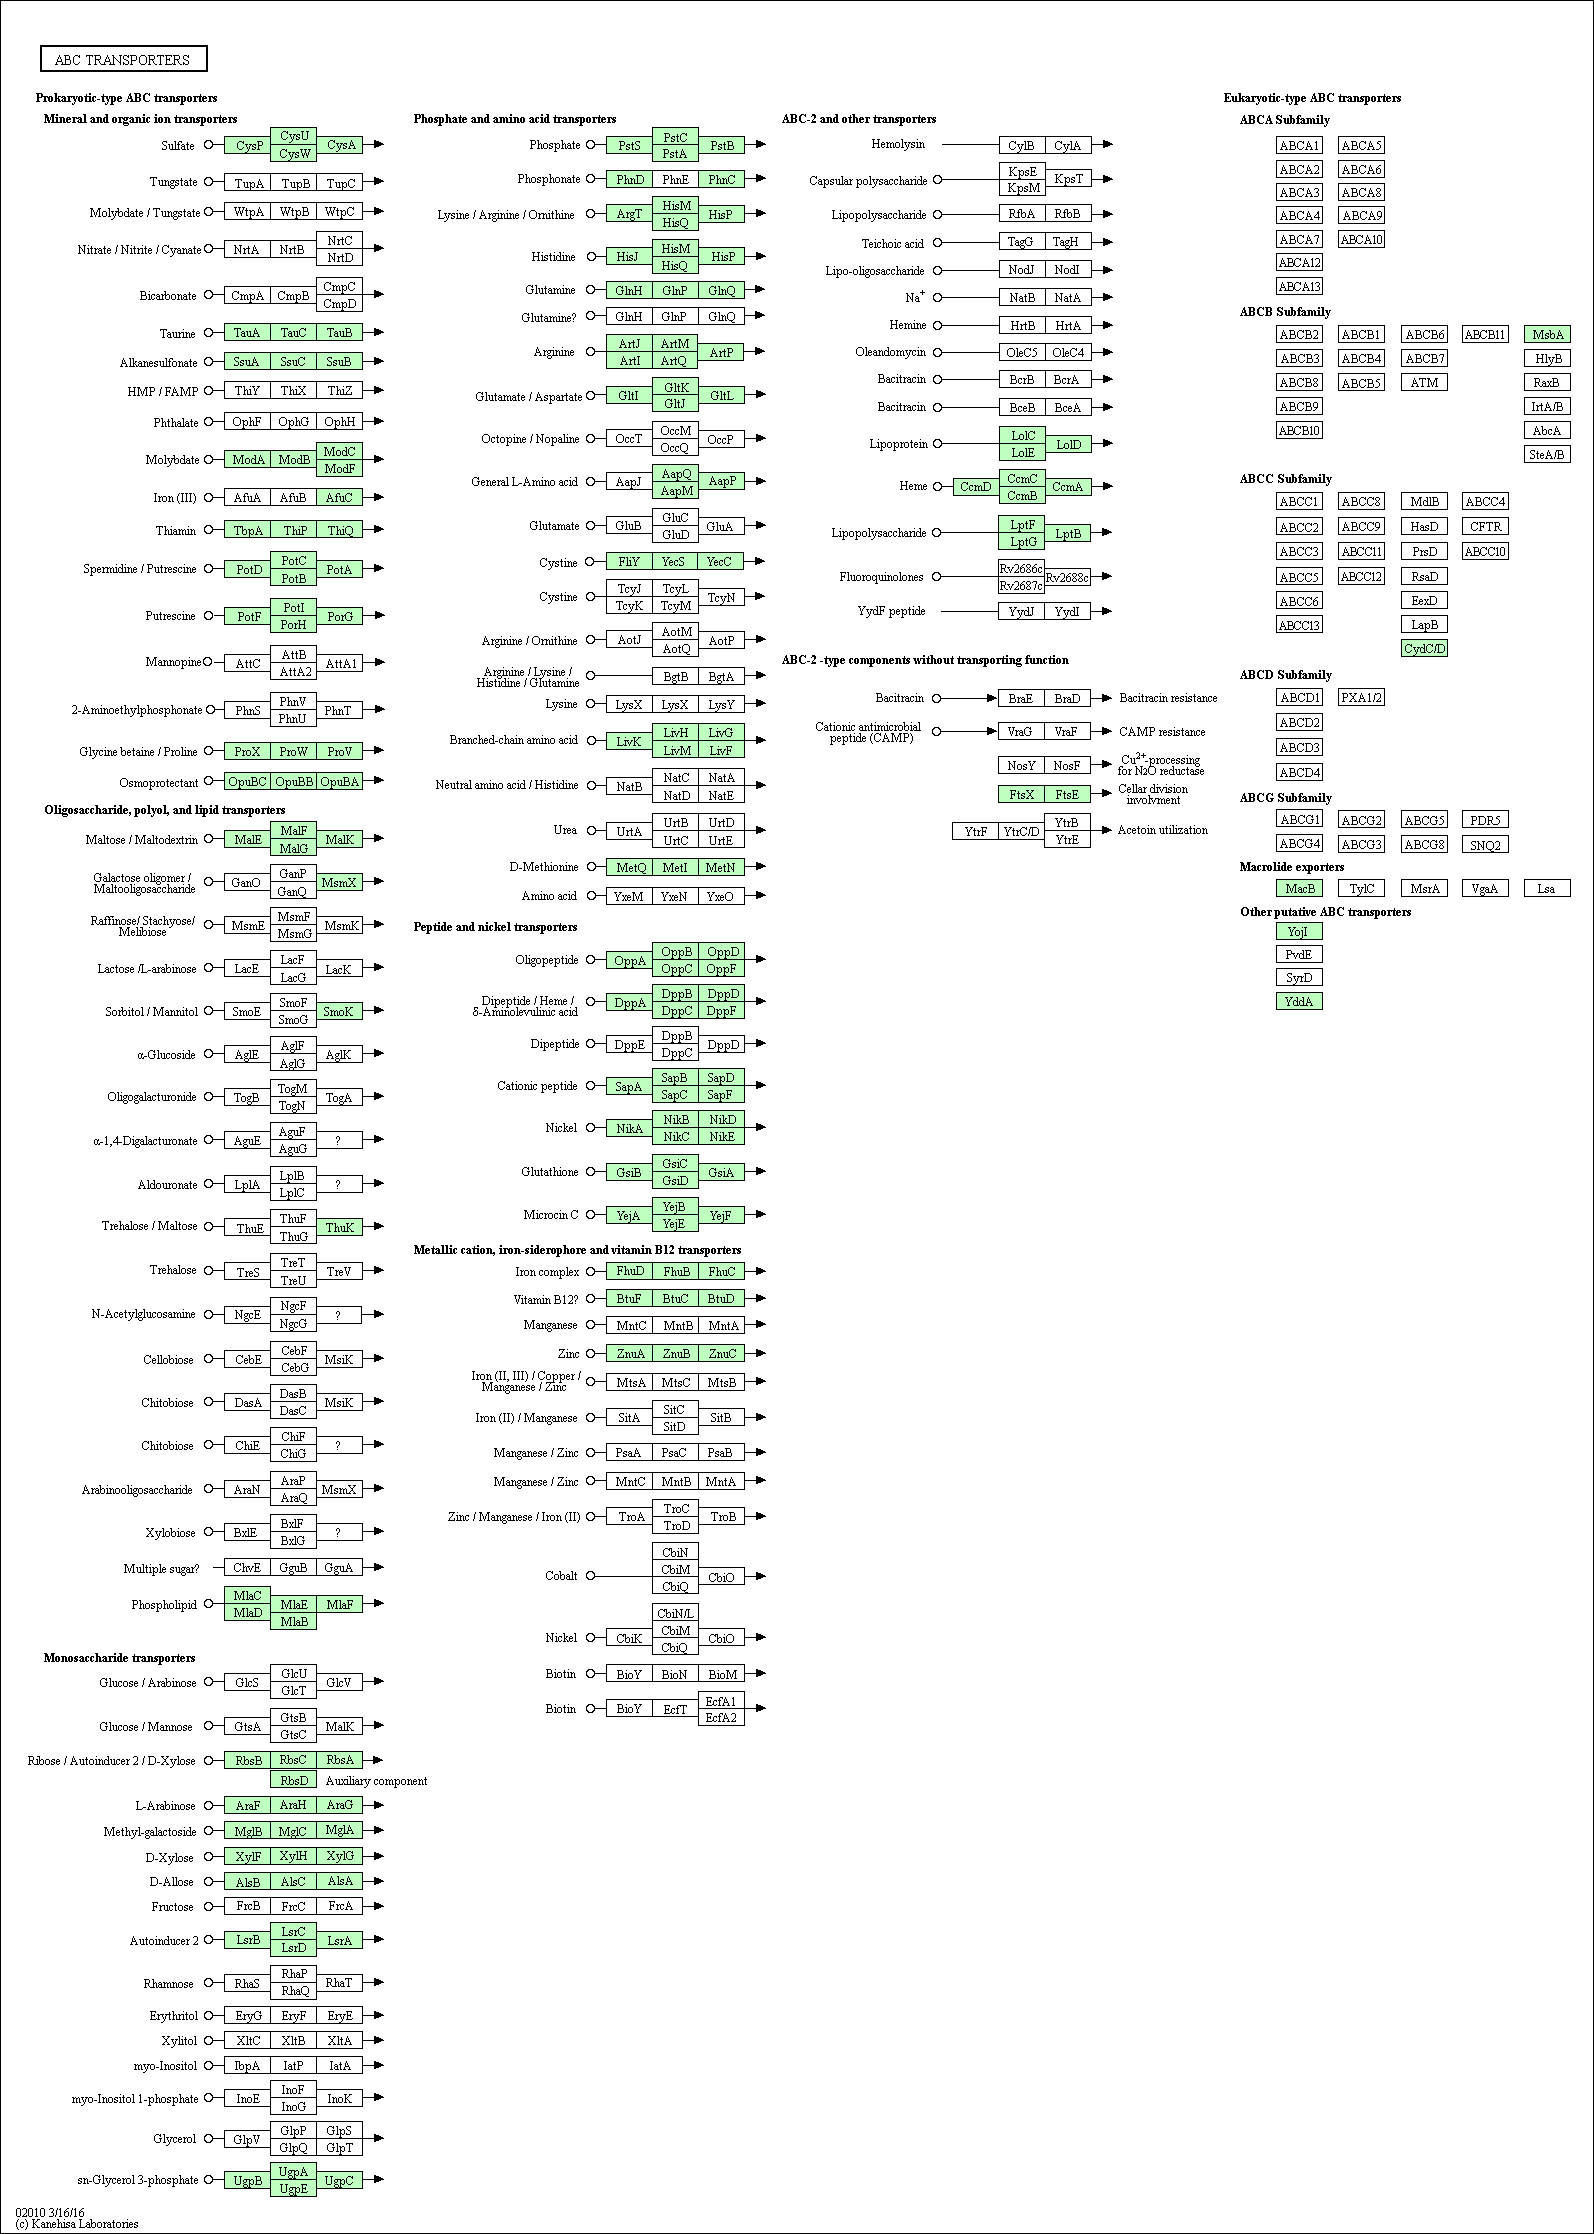 ABC TRANSPORTERS
Prokaryotic-type ABC transporters
Mineral and organic ion transporters
Sulfate CysP CysU CysW CysA
Tungstate TupA TupB TupC
Molybdate / Tungstate WtpA WtpB WtpC
Nitrate / Nitrite / Cyanate NrtA NrtB NrtC NrtD
Bicarbonate CmpA CmpB CmpC CmpD
Taurine TauA TauC TauB
Alkanesulfonate SsuA SsuC SsuB
HMP / FAMP ThiY ThiX ThiZ
Phthalate OphF OphG OphH
Molybdate ModA ModB ModC ModF
Iron (III) AfuA AfuB AfuC
Thiamin TbpA ThiP ThiQ
Spermidine / Putrescine PotD PotC PotB PotA
Putrescine PotF PotI PorH PorG
Mannopine AttC AttB AttA2 AttA1
2-Aminoethylphosphonate PhnS PhnV PhnU PhnT
Glycine betaine / Proline ProX ProW ProV
Osmoprotectant OpuBC OpuBB OpuBA
Oligosaccharide, polyol, and lipid transporters
Maltose / Maltodextrin MalE MalF MalG MalK
Galactose oligomer /
Maltooligosaccharide GanO GanP GanQ MsmX
Raffinose/ Stachyose/
Melibiose MsmE MsmF MsmG MsmK
Lactose /L-arabinose LacE LacF LacG LacK
Sorbitol / Mannitol SmoE SmoF SmoG SmoK
α-Glucoside AglE AglF AglG AglK
Oligogalacturonide TogB TogM TogN TogA
α-1,4-Digalacturonate AguE AguF AguG ?
Aldouronate LplA LplB LplC ?
Trehalose / Maltose ThuE ThuF ThuG ThuK
Trehalose TreS TreT TreU TreV
N-Acetylglucosamine NgcE NgcF NgcG ?
Cellobiose CebE CebF CebG MsiK
Chitobiose DasA DasB DasC MsiK
Chitobiose ChiE ChiF ChiG ?
Arabinooligosaccharide AraN AraP AraQ MsmX
Xylobiose BxlE BxlF BxlG ?
Multiple sugar? ChvE GguB GguA
Phospholipid MlaC MlaD MlaE MlaB MlaF
Monosaccharide transporters
Glucose / Arabinose GlcS GlcU GlcT GlcV
Glucose / Mannose GtsA GtsB GtsC MalK
Ribose / Autoinducer 2 / D-Xylose RbsB RbsC RbsA
RbsD Auxiliary component
L-Arabinose AraF AraH AraG
Methyl-galactoside MglB MglC MglA
D-Xylose XylF XylH XylG
D-Allose AlsB AlsC AlsA
Fructose FrcB FrcC FrcA
Autoinducer 2 LsrB LsrC LsrD LsrA
Rhamnose RhaS RhaP RhaQ RhaT
Erythritol EryG EryF EryE
Xylitol XltC XltB XltA
myo-Inositol IbpA IatP IatA
myo-Inositol 1-phosphate InoE InoF InoG InoK
Glycerol GlpV GlpP GlpQ GlpS GlpT
sn-Glycerol 3-phosphate UgpB UgpA UgpE UgpC
Phosphate and amino acid transporters
Phosphate PstS PstC PstA PstB
Phosphonate PhnD PhnE PhnC
Lysine / Arginine / Ornithine ArgT HisM HisQ HisP
Histidine HisJ HisM HisQ HisP
Glutamine GlnH GlnP GlnQ
Glutamine? GlnH GlnP GlnQ
Arginine ArtJ ArtI ArtM ArtQ ArtP
Glutamate / Aspartate GltI GltK GltJ GltL
Octopine / Nopaline OccT OccM OccQ OccP
General L-Amino acid AapJ AapQ AapM AapP
Glutamate GluB GluC GluD GluA
Cystine FliY YecS YecC
Cystine TcyJ TcyK TcyL TcyM TcyN
Arginine / Ornithine AotJ AotM AotQ AotP
Arginine / Lysine /
Histidine / Glutamine BgtB BgtA
Lysine LysX LysX LysY
Branched-chain amino acid LivK LivH LivM LivG LivF
Neutral amino acid / Histidine NatB NatC NatD NatA NatE
Urea UrtA UrtB UrtC UrtD UrtE
D-Methionine MetQ MetI MetN
Amino acid YxeM YxeN YxeO
Peptide and nickel transporters
Oligopeptide OppA OppB OppC OppD OppF
Dipeptide / Heme /
δ-Aminolevulinic acid DppA DppB DppC DppD DppF
Dipeptide DppE DppB DppC DppD
Cationic peptide SapA SapB SapC SapD SapF
Nickel NikA NikB NikC NikD NikE
Glutathione GsiB GsiC GsiD GsiA
Microcin C YejA YejB YejE YejF
Metallic cation, iron-siderophore and vitamin B12 transporters
Iron complex FhuD FhuB FhuC
Vitamin B12? BtuF BtuC BtuD
Manganese MntC MntB MntA
Zinc ZnuA ZnuB ZnuC
Iron (II, III) / Copper /
Manganese / Zinc MtsA MtsC MtsB
Iron (II) / Manganese SitA SitC SitD SitB
Manganese / Zinc PsaA PsaC PsaB
Manganese / Zinc MntC MntB MntA
Zinc / Manganese / Iron (II) TroA TroC TroD TroB
Cobalt CbiN CbiM CbiQ CbiO
Nickel CbiK CbiN/L CbiM CbiQ CbiO
Biotin BioY BioN BioM
Biotin BioY EcfT EcfA1 EcfA2
ABC-2 and other transporters
Hemolysin CylB CylA
Capsular polysaccharide KpsE KpsM KpsT
Lipopolysaccharide RfbA RfbB
Teichoic acid TagG TagH
Lipo-oligosaccharide NodJ NodI
Na+ NatB NatA
Hemine HrtB HrtA
Oleandomycin OleC5 OleC4
Bacitracin BcrB BcrA
Bacitracin BceB BceA
Lipoprotein LolC LolE LolD
Heme CcmD CcmC CcmB CcmA
Lipopolysaccharide LptF LptG LptB
Fluoroquinolones Rv2686c Rv2687c Rv2688c
YydF peptide YydJ YydI
ABC-2 -type components without transporting function
Bacitracin BraE BraD Bacitracin resistance
Cationic antimicrobial
peptide (CAMP) VraG VraF CAMP resistance
NosY NosF Cu2+-processing
for N2O reductase
FtsX FtsE Cellar division
involvment
YtrF YtrC/D YtrB YtrE Acetoin utilization
Eukaryotic-type ABC transporters
ABCA Subfamily
ABCA1 ABCA5
ABCA2 ABCA6
ABCA3 ABCA8
ABCA4 ABCA9
ABCA7 ABCA10
ABCA12
ABCA13
ABCB Subfamily
ABCB2 ABCB1 ABCB6 ABCB11 MsbA
ABCB3 ABCB4 ABCB7 HlyB
ABCB8 ABCB5 ATM RaxB
ABCB9 IrtA/B
ABCB10 AbcA
SteA/B
ABCC Subfamily
ABCC1 ABCC8 MdlB ABCC4
ABCC2 ABCC9 HasD CFTR
ABCC3 ABCC11 PrsD ABCC10
ABCC5 ABCC12 RsaD
ABCC6 EexD
ABCC13 LapB
CydC/D
ABCD Subfamily
ABCD1 PXA1/2
ABCD2
ABCD3
ABCD4
ABCG Subfamily
ABCG1 ABCG2 ABCG5 PDR5
ABCG4 ABCG3 ABCG8 SNQ2
Macrolide exporters
MacB TylC MsrA VgaA Lsa
Other putative ABC transporters
YojI
PvdE
SyrD
YddA
02010 3/16/16
(c) Kanehisa Laboratories